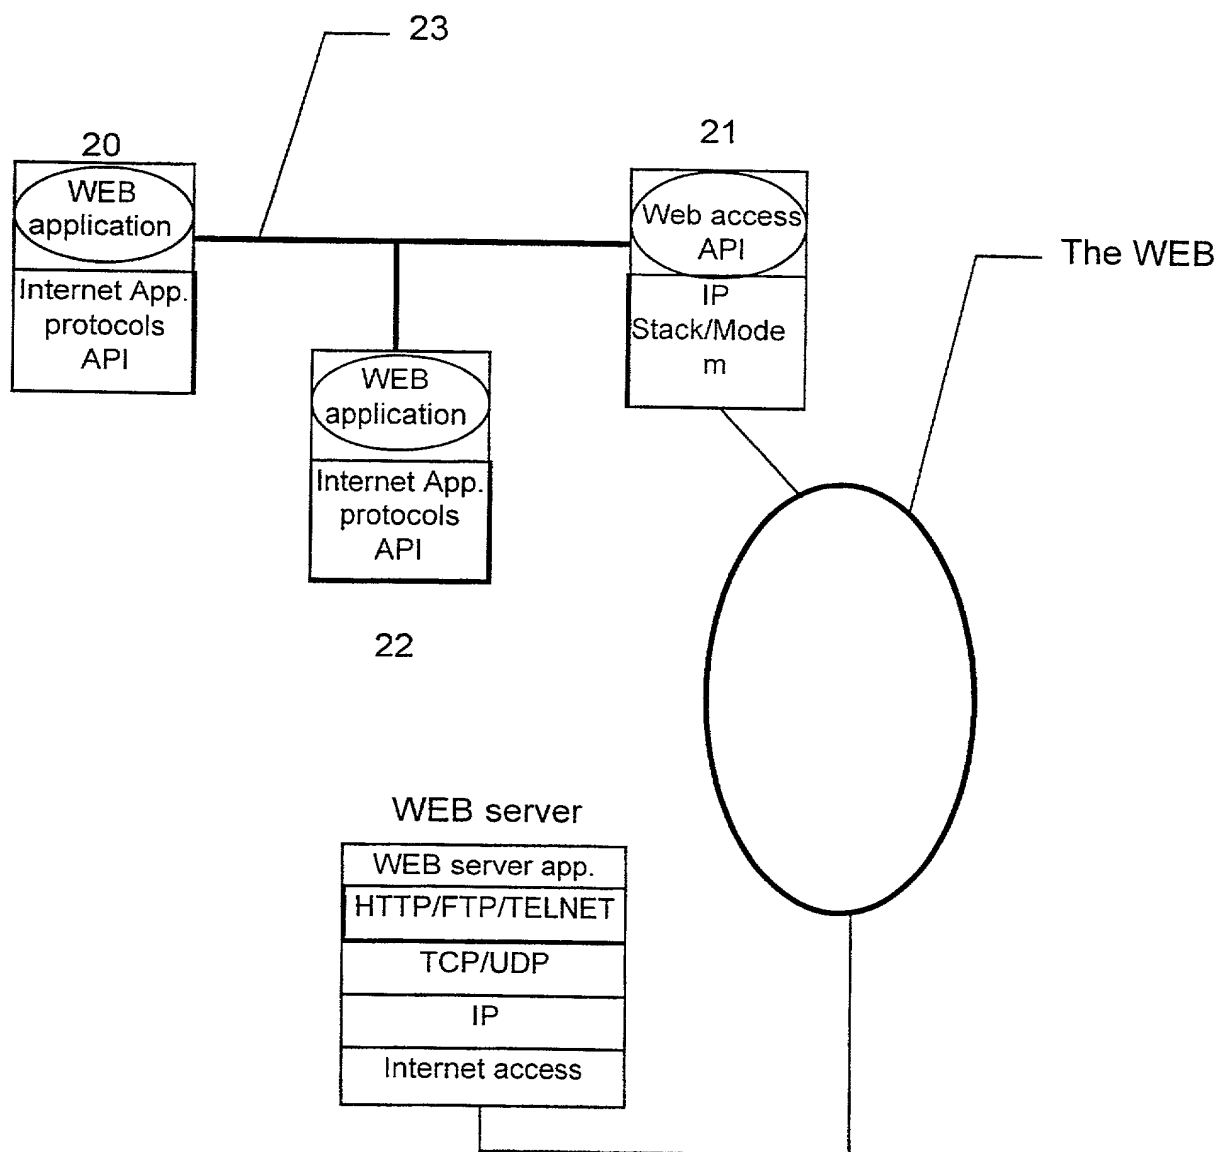 23
20
WEB
application
Internet App.
protocols
API
21
Web access
API
IP
Stack/Mode
m
The WEB
WEB
application
Internet App.
protocols
API
22
WEB server
WEB server app.
HTTP/FTP/TELNET
TCP/UDP
IP
Internet access